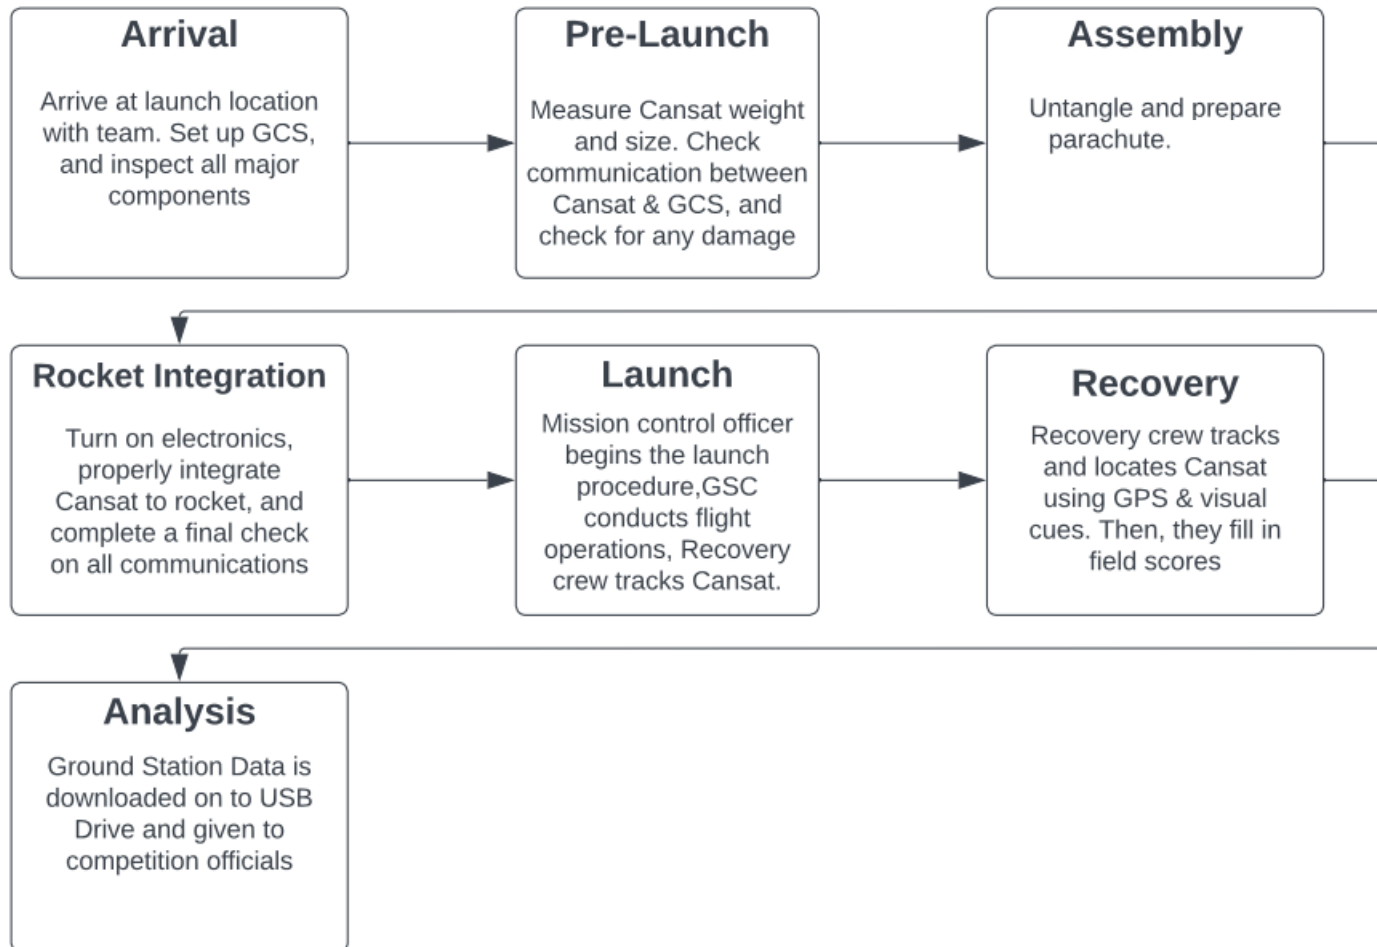 Arrival
Arrive at launch location
with team. Set up GCS,
and inspect all major
components
Pre-Launch
Measure Cansat weight
and size. Check
communication between
Cansat & GCS, and
check for any damage
Assembly
Untangle and prepare
parachute.
Rocket Integration
Turn on electronics,
properly integrate
Cansat to rocket, and
complete a final check
on all communications
Launch
Mission control officer
begins the launch
procedure,GSC
conducts flight
operations, Recovery
crew tracks Cansat.
Recovery
Recovery crew tracks
and locates Cansat
using GPS & visual
cues. Then, they fill in
field scores
Analysis
Ground Station Data is
downloaded on to USB
Drive and given to
competition officials